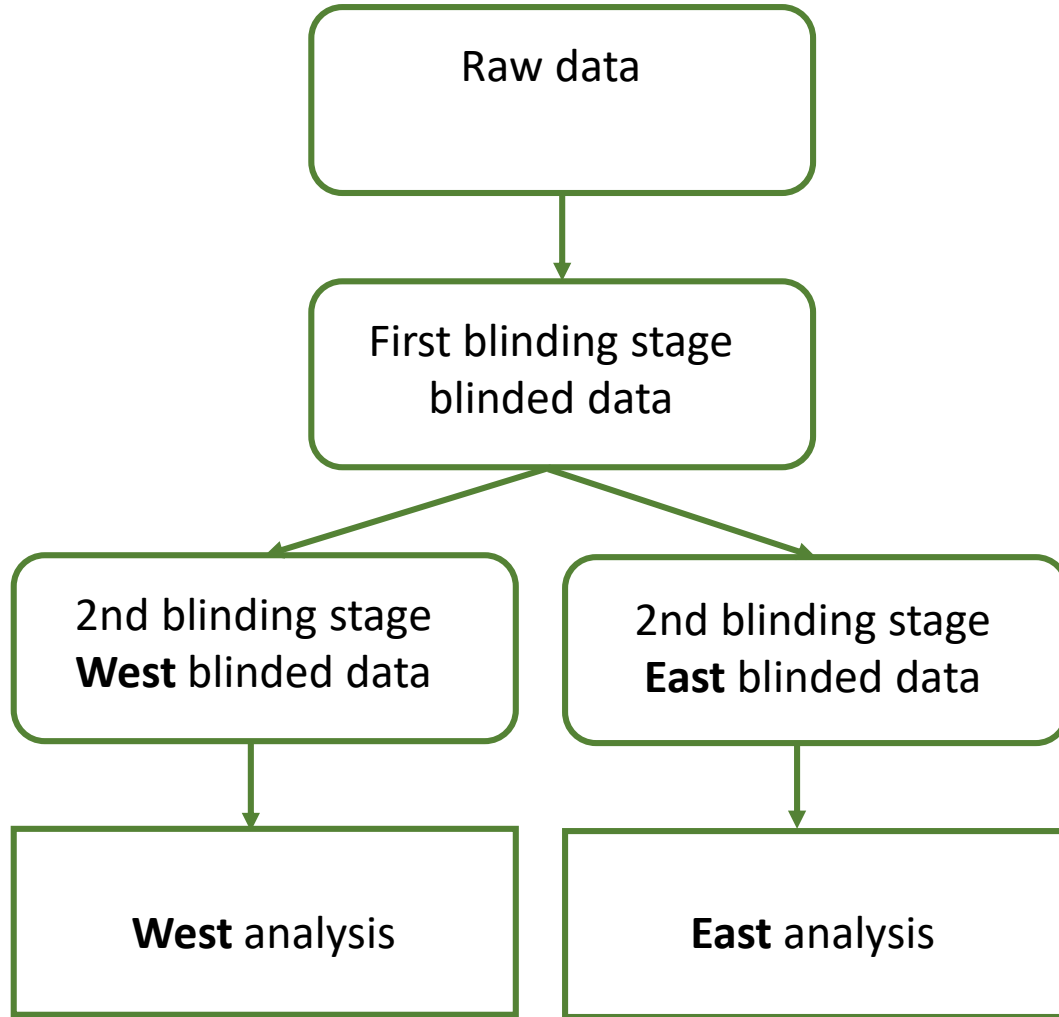 Raw data
First blinding stage
blinded data
2nd blinding stage
West blinded data
2nd blinding stage
East blinded data
West analysis
East analysis